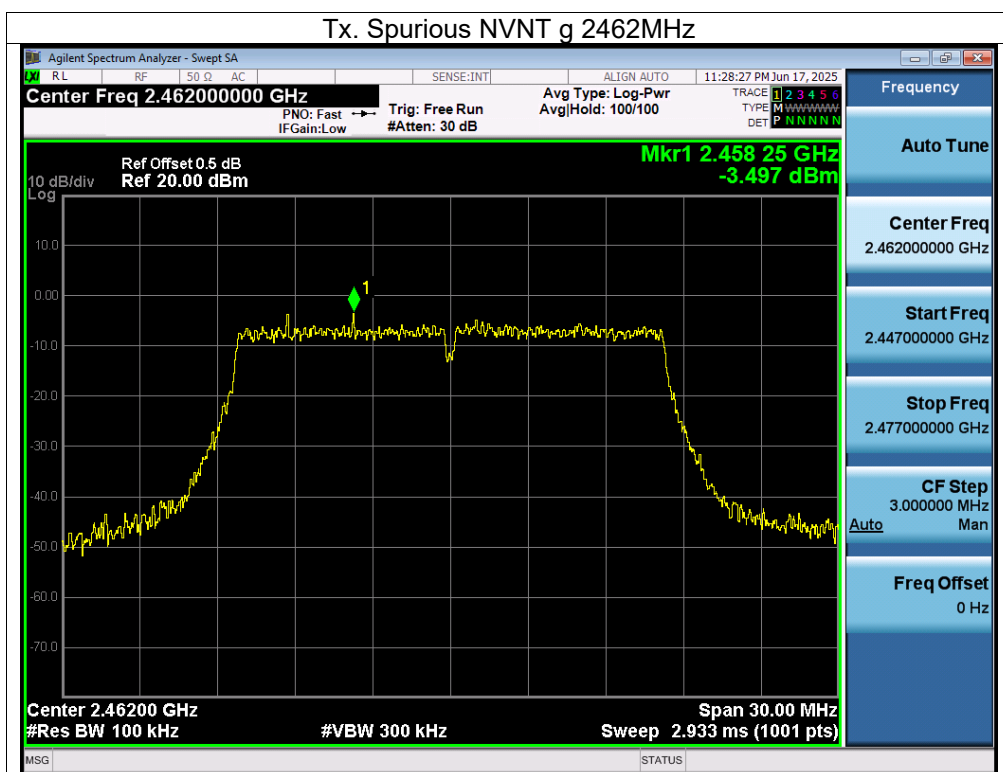 Tx. Spurious NVNT g 2462MHz
Agilent Spectrum Analyzer - Swept SA
LXI RL RF 50 Ω AC SENSE:INT ALIGN AUTO 11:28:27 PM Jun 17, 2025
Center Freq 2.462000000 GHz
PNO: Fast
IFGain:Low
Trig: Free Run
#Atten: 30 dB
Avg Type: Log-Pwr
Avg|Hold: 100/100
TRACE 1 2 3 4 5 6
TYPE M WWWWW
DET P N N N N N
Ref Offset 0.5 dB
10 dB/div Ref 20.00 dBm
Log
Mkr1 2.458 25 GHz
-3.497 dBm
10.0
0.00
-10.0
-20.0
-30.0
-40.0
-50.0
-60.0
-70.0
1
Center 2.46200 GHz
Span 30.00 MHz
#Res BW 100 kHz
#VBW 300 kHz
Sweep 2.933 ms (1001 pts)
MSG
STATUS
Frequency
Auto Tune
Center Freq
2.462000000 GHz
Start Freq
2.447000000 GHz
Stop Freq
2.477000000 GHz
CF Step
3.000000 MHz
Auto Man
Freq Offset
0 Hz